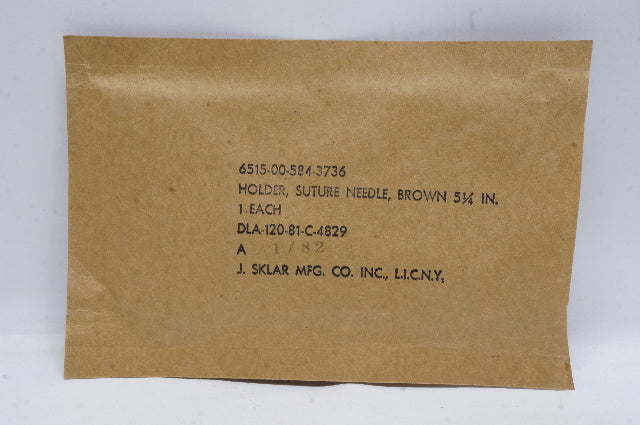 6515-00-584-3736
HOLDER, SUTURE NEEDLE, BROWN 5¼ IN.
1 EACH
DLA-120-81-C-4829
A 1/82
J. SKLAR MFG. CO. INC., L.I.C.N.Y.